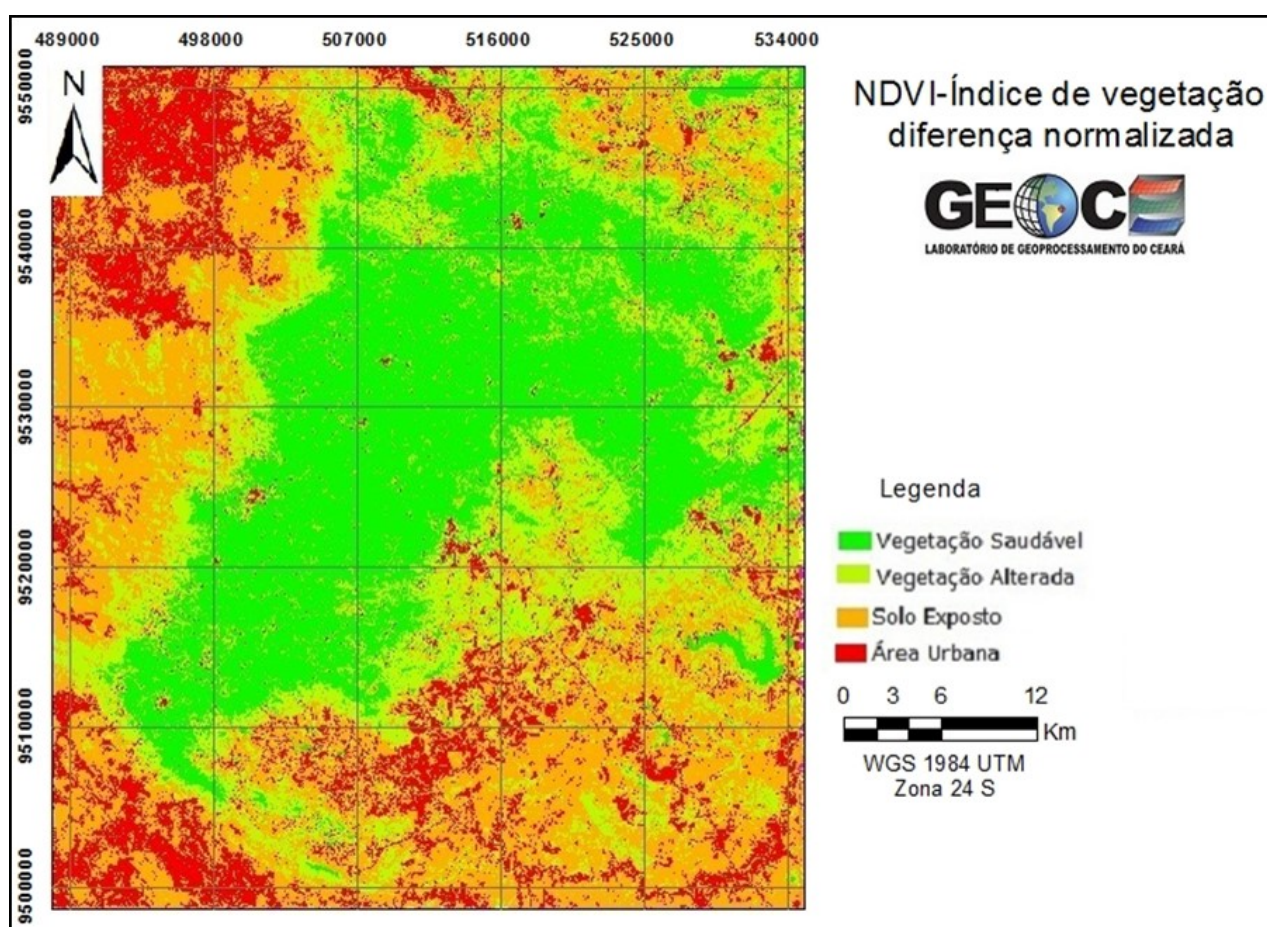 489000 498000 507000 516000 525000 534000
9550000
9540000
9530000
9520000
9510000
9500000
N
NDVI-Índice de vegetação
diferença normalizada
GEOCE
LABORATÓRIO DE GEOPROCESSAMENTO DO CEARÁ
Legenda
Vegetação Saudável
Vegetação Alterada
Solo Exposto
Área Urbana
0 3 6 12
Km
WGS 1984 UTM
Zona 24 S